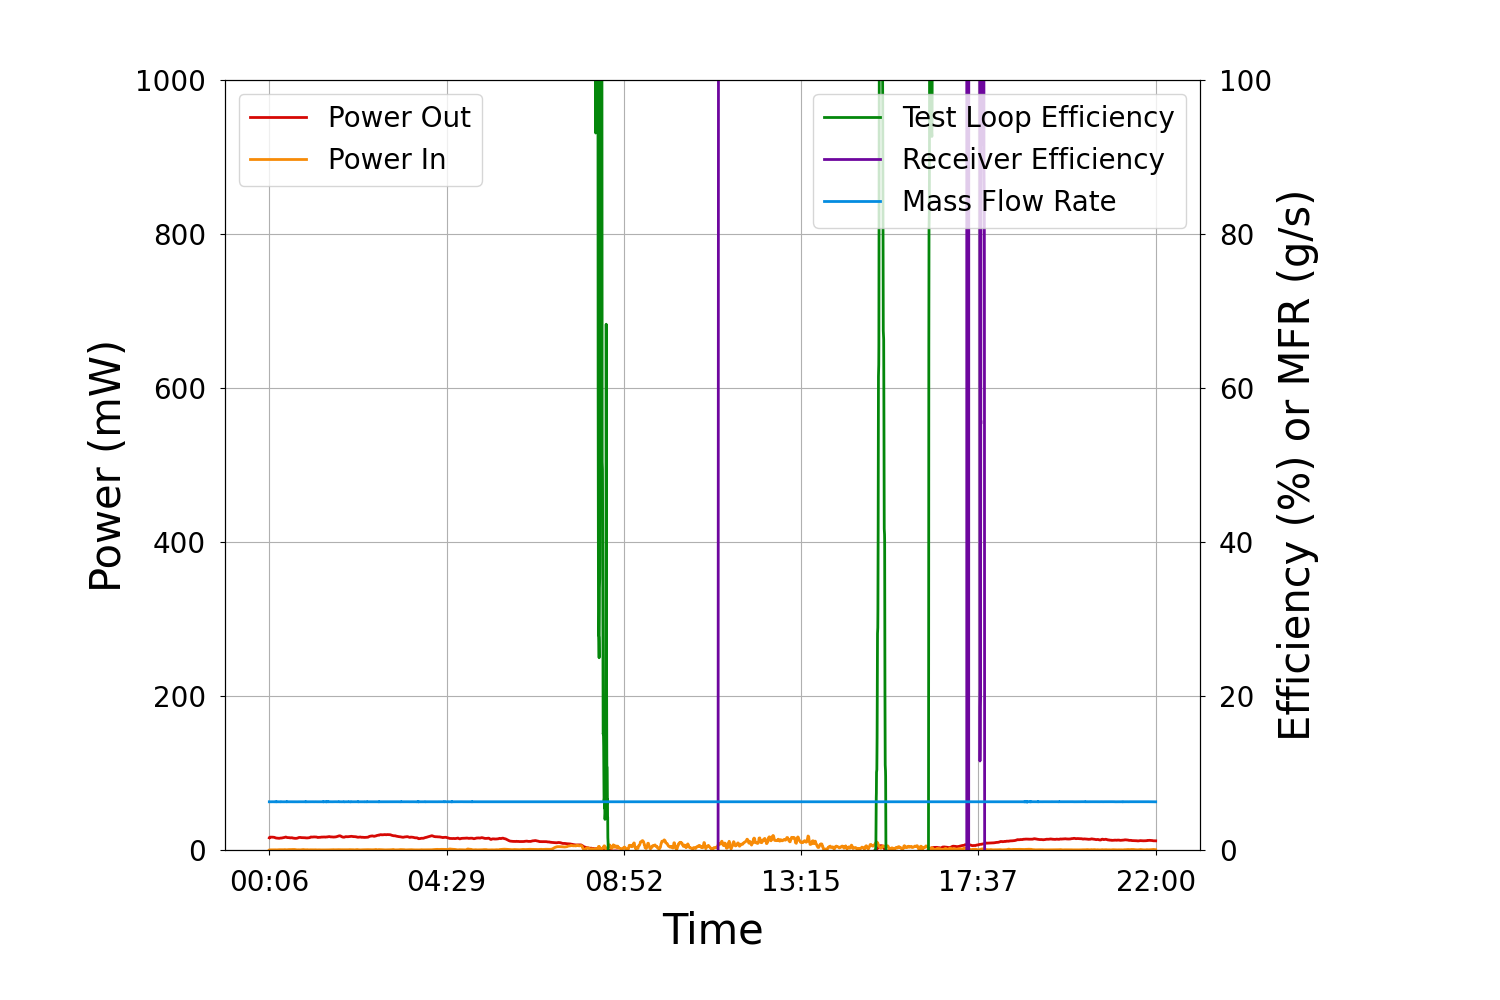 1000
800
600
400
200
0
Power (mW)
Power Out
Power In
Test Loop Efficiency
Receiver Efficiency
Mass Flow Rate
100
80
60
40
20
0
Efficiency (%) or MFR (g/s)
00:06 04:29 08:52 13:15 17:37 22:00
Time